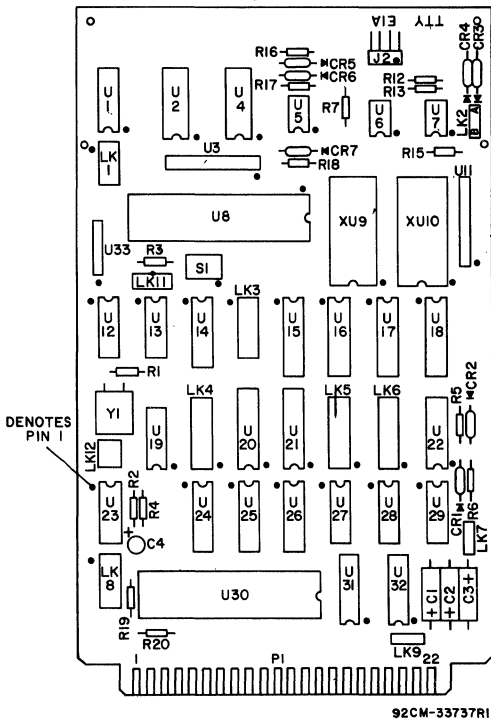 EIA TTY
J2
R16
CR5
CR6
R17
R12
R13
CR4
CR3
U1
U2
U4
U5
R7
U6
U7
LK2
B A
LK1
U3
CR7
R18
R15
U11
U8
XU9
XU10
U33
R3
LK11
S1
LK3
U12
U13
U14
U15
U16
U17
U18
R1
Y1
LK4
LK5
LK6
R5
CR2
DENOTES
PIN 1
LK12
U19
U20
U21
U22
U23
R2
R4
U24
U25
U26
U27
U28
U29
CR1
R6
LK7
+
C4
LK8
R19
U30
U31
U32
+C1
+C2
C3+
R20
LK9
1 P1 22
92CM-33737R1